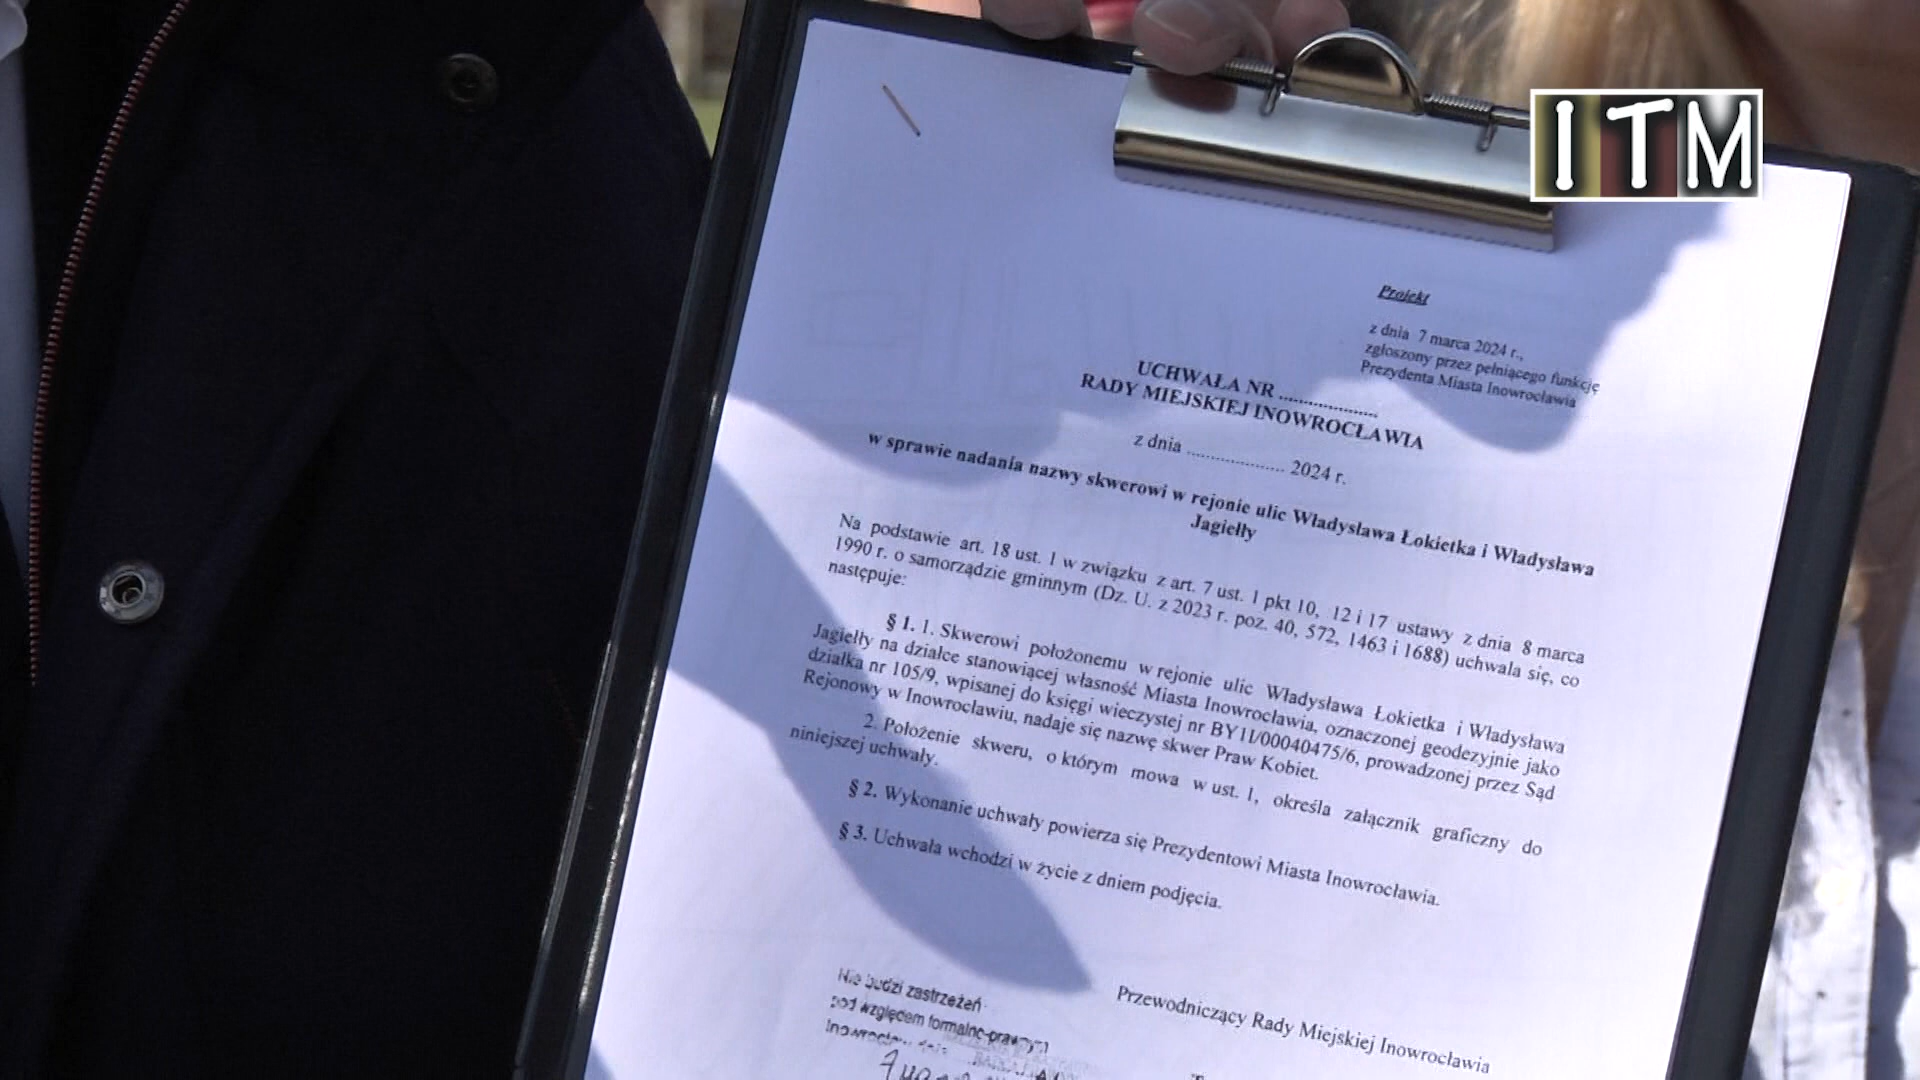 ITM
Projekt
z dnia 7 marca 2024 r.,
zgłoszony przez pełniącego funkcję
Prezydenta Miasta Inowrocławia
UCHWAŁA NR ....................
RADY MIEJSKIEJ INOWROCŁAWIA
z dnia .................... 2024 r.
w sprawie nadania nazwy skwerowi w rejonie ulic Władysława Łokietka i Władysława
Jagiełły
Na podstawie art. 18 ust. 1 w związku z art. 7 ust. 1 pkt 10, 12 i 17 ustawy z dnia 8 marca
1990 r. o samorządzie gminnym (Dz. U. z 2023 r. poz. 40, 572, 1463 i 1688) uchwala się, co
następuje:
§ 1. 1. Skwerowi położonemu w rejonie ulic Władysława Łokietka i Władysława
Jagiełły na działce stanowiącej własność Miasta Inowrocławia, oznaczonej geodezyjnie jako
działka nr 105/9, wpisanej do księgi wieczystej nr BY1I/00040475/6, prowadzonej przez Sąd
Rejonowy w Inowrocławiu, nadaje się nazwę skwer Praw Kobiet.
2. Położenie skweru, o którym mowa w ust. 1, określa załącznik graficzny do
niniejszej uchwały.
§ 2. Wykonanie uchwały powierza się Prezydentowi Miasta Inowrocławia.
§ 3. Uchwała wchodzi w życie z dniem podjęcia.
Nie budzi zastrzeżeń
pod względem formalno-prawnym
Przewodniczący Rady Miejskiej Inowrocławia